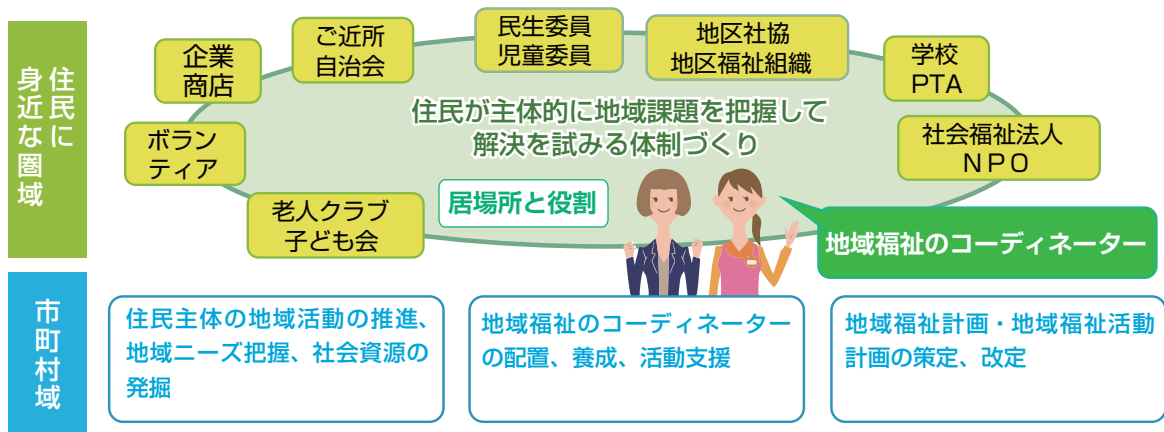 住民に
身近な圏域
企業
商店
ご近所
自治会
民生委員
児童委員
地区社協
地区福祉組織
学校
PTA
ボラン
ティア
住民が主体的に地域課題を把握して
解決を試みる体制づくり
社会福祉法人
NPO
老人クラブ
子ども会
居場所と役割
地域福祉のコーディネーター
市町村域
住民主体の地域活動の推進、
地域ニーズ把握、社会資源の
発掘
地域福祉のコーディネーター
の配置、養成、活動支援
地域福祉計画・地域福祉活動
計画の策定、改定